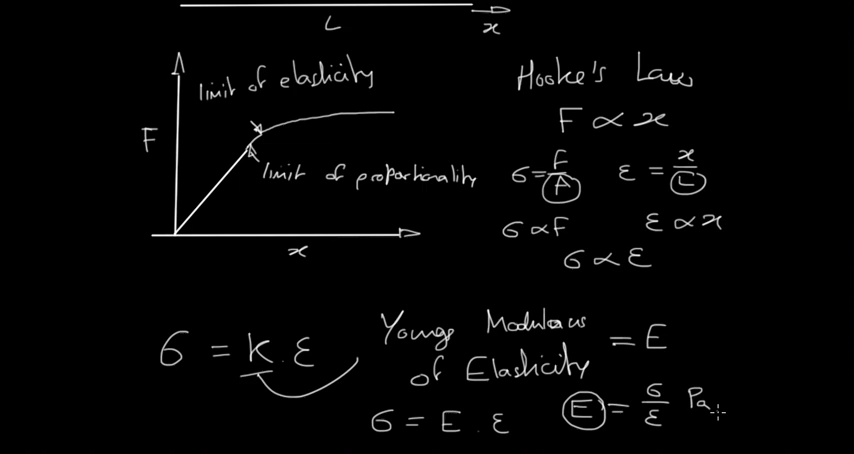 L
x
limit of elasticity
F
limit of proportionality
x
Hooke's Law
F ∝ x
σ = F/A ε = x/L
σ ∝ F ε ∝ x
σ ∝ ε
σ = k.ε
Youngs Modulus
of Elasticity = E
σ = E . ε
E = σ/ε Pa